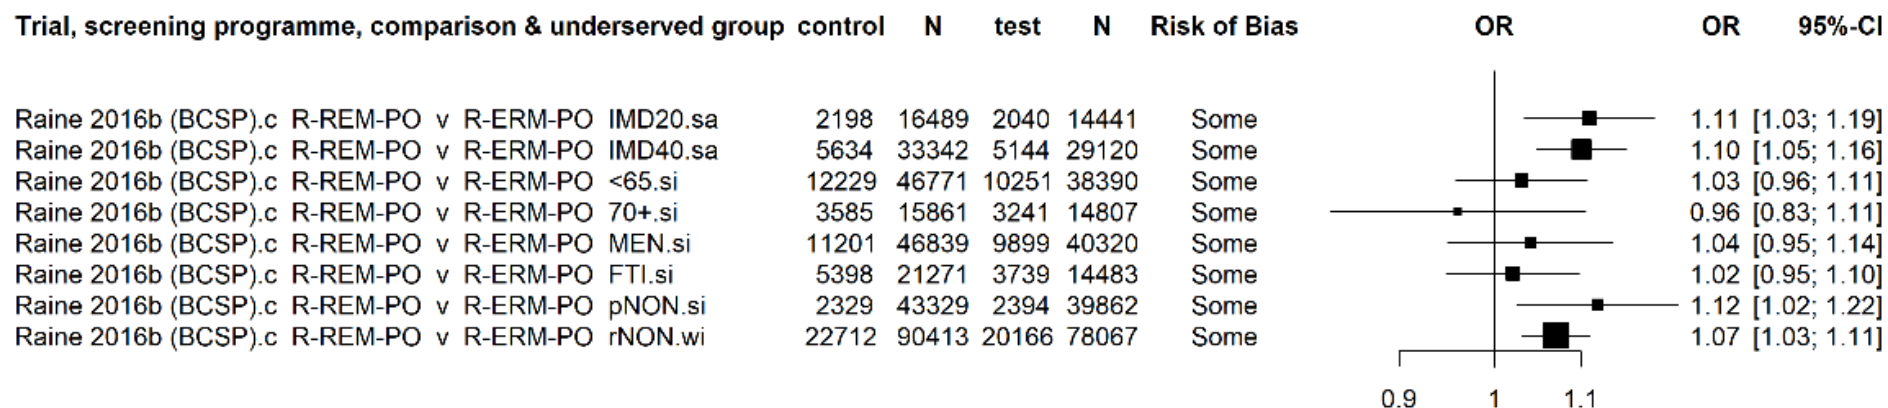 Trial, screening programme, comparison & underserved group control N test N Risk of Bias OR OR 95%-CI
Raine 2016b (BCSP).c R-REM-PO v R-ERM-PO IMD20.sa 2198 16489 2040 14441 Some 1.11 [1.03; 1.19]
Raine 2016b (BCSP).c R-REM-PO v R-ERM-PO IMD40.sa 5634 33342 5144 29120 Some 1.10 [1.05; 1.16]
Raine 2016b (BCSP).c R-REM-PO v R-ERM-PO <65.si 12229 46771 10251 38390 Some 1.03 [0.96; 1.11]
Raine 2016b (BCSP).c R-REM-PO v R-ERM-PO 70+.si 3585 15861 3241 14807 Some 0.96 [0.83; 1.11]
Raine 2016b (BCSP).c R-REM-PO v R-ERM-PO MEN.si 11201 46839 9899 40320 Some 1.04 [0.95; 1.14]
Raine 2016b (BCSP).c R-REM-PO v R-ERM-PO FTI.si 5398 21271 3739 14483 Some 1.02 [0.95; 1.10]
Raine 2016b (BCSP).c R-REM-PO v R-ERM-PO pNON.si 2329 43329 2394 39862 Some 1.12 [1.02; 1.22]
Raine 2016b (BCSP).c R-REM-PO v R-ERM-PO rNON.wi 22712 90413 20166 78067 Some 1.07 [1.03; 1.11]
0.9 1 1.1